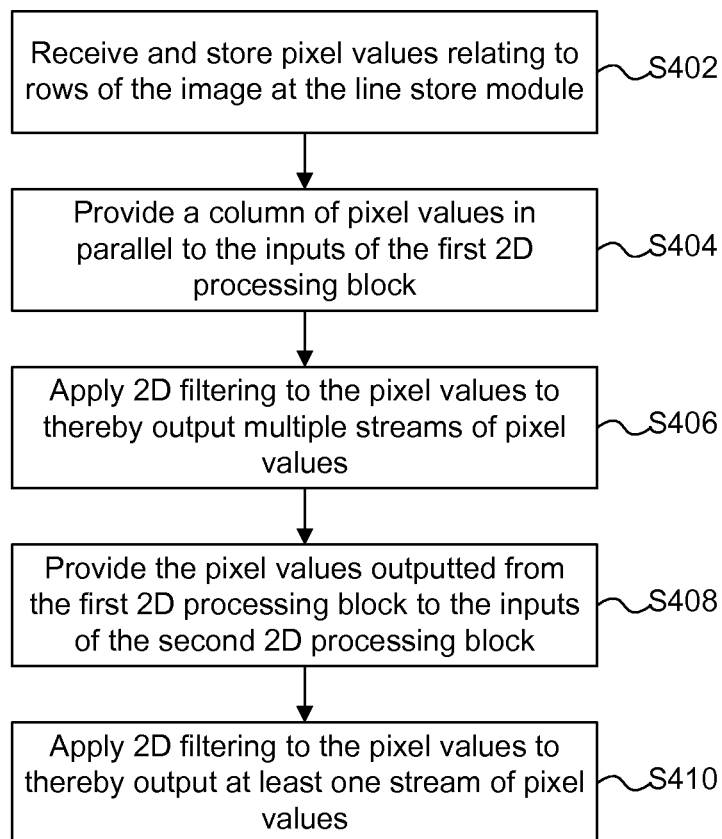 Receive and store pixel values relating to
rows of the image at the line store module
S402
Provide a column of pixel values in
parallel to the inputs of the first 2D
processing block
S404
Apply 2D filtering to the pixel values to
thereby output multiple streams of pixel
values
S406
Provide the pixel values outputted from
the first 2D processing block to the inputs
of the second 2D processing block
S408
Apply 2D filtering to the pixel values to
thereby output at least one stream of pixel
values
S410